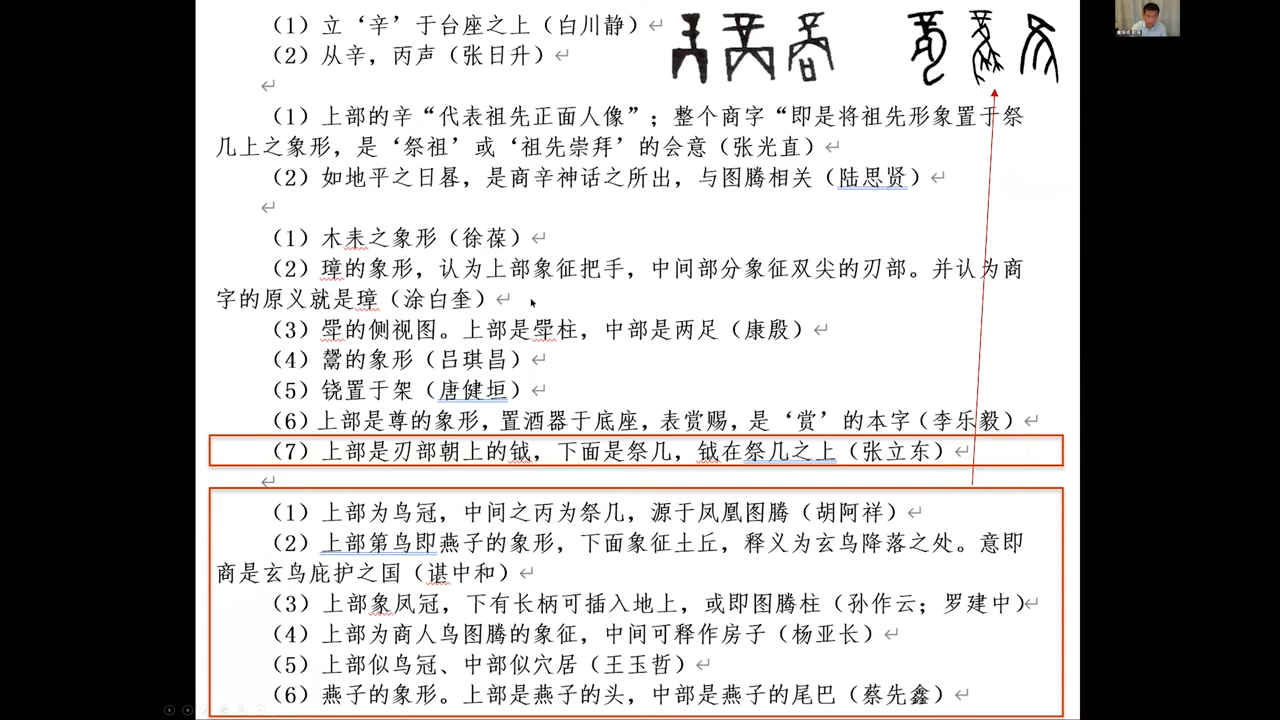 (1) 立‘辛’于台座之上（白川静）
(2) 从辛，丙声（张日升）
(1) 上部的辛“代表祖先正面人像”；整个商字“即是将祖先形象置于祭
几上之象形，是‘祭祖’或‘祖先崇拜’的会意（张光直）
(2) 如地平之日晷，是商辛神话之所出，与图腾相关（陆思贤）
(1) 木耒之象形（徐葆）
(2) 璋的象形，认为上部象征把手，中间部分象征双尖的刃部。并认为商
字的原义就是璋（涂白奎）
(3) 斝的侧视图。上部是斝柱，中部是两足（康殷）
(4) 鬶的象形（吕琪昌）
(5) 铙置于架（唐健垣）
(6) 上部是尊的象形，置酒器于底座，表赏赐，是‘赏’的本字（李乐毅）
(7) 上部是刃部朝上的钺，下面是祭几，钺在祭几之上（张立东）
(1) 上部为鸟冠，中间之丙为祭几，源于凤凰图腾（胡阿祥）
(2) 上部第鸟即燕子的象形，下面象征土丘，释义为玄鸟降落之处。意即
商是玄鸟庇护之国（谌中和）
(3) 上部象凤冠，下有长柄可插入地上，或即图腾柱（孙作云；罗建中）
(4) 上部为商人鸟图腾的象征，中间可释作房子（杨亚长）
(5) 上部似鸟冠、中部似穴居（王玉哲）
(6) 燕子的象形。上部是燕子的头，中部是燕子的尾巴（蔡先鑫）